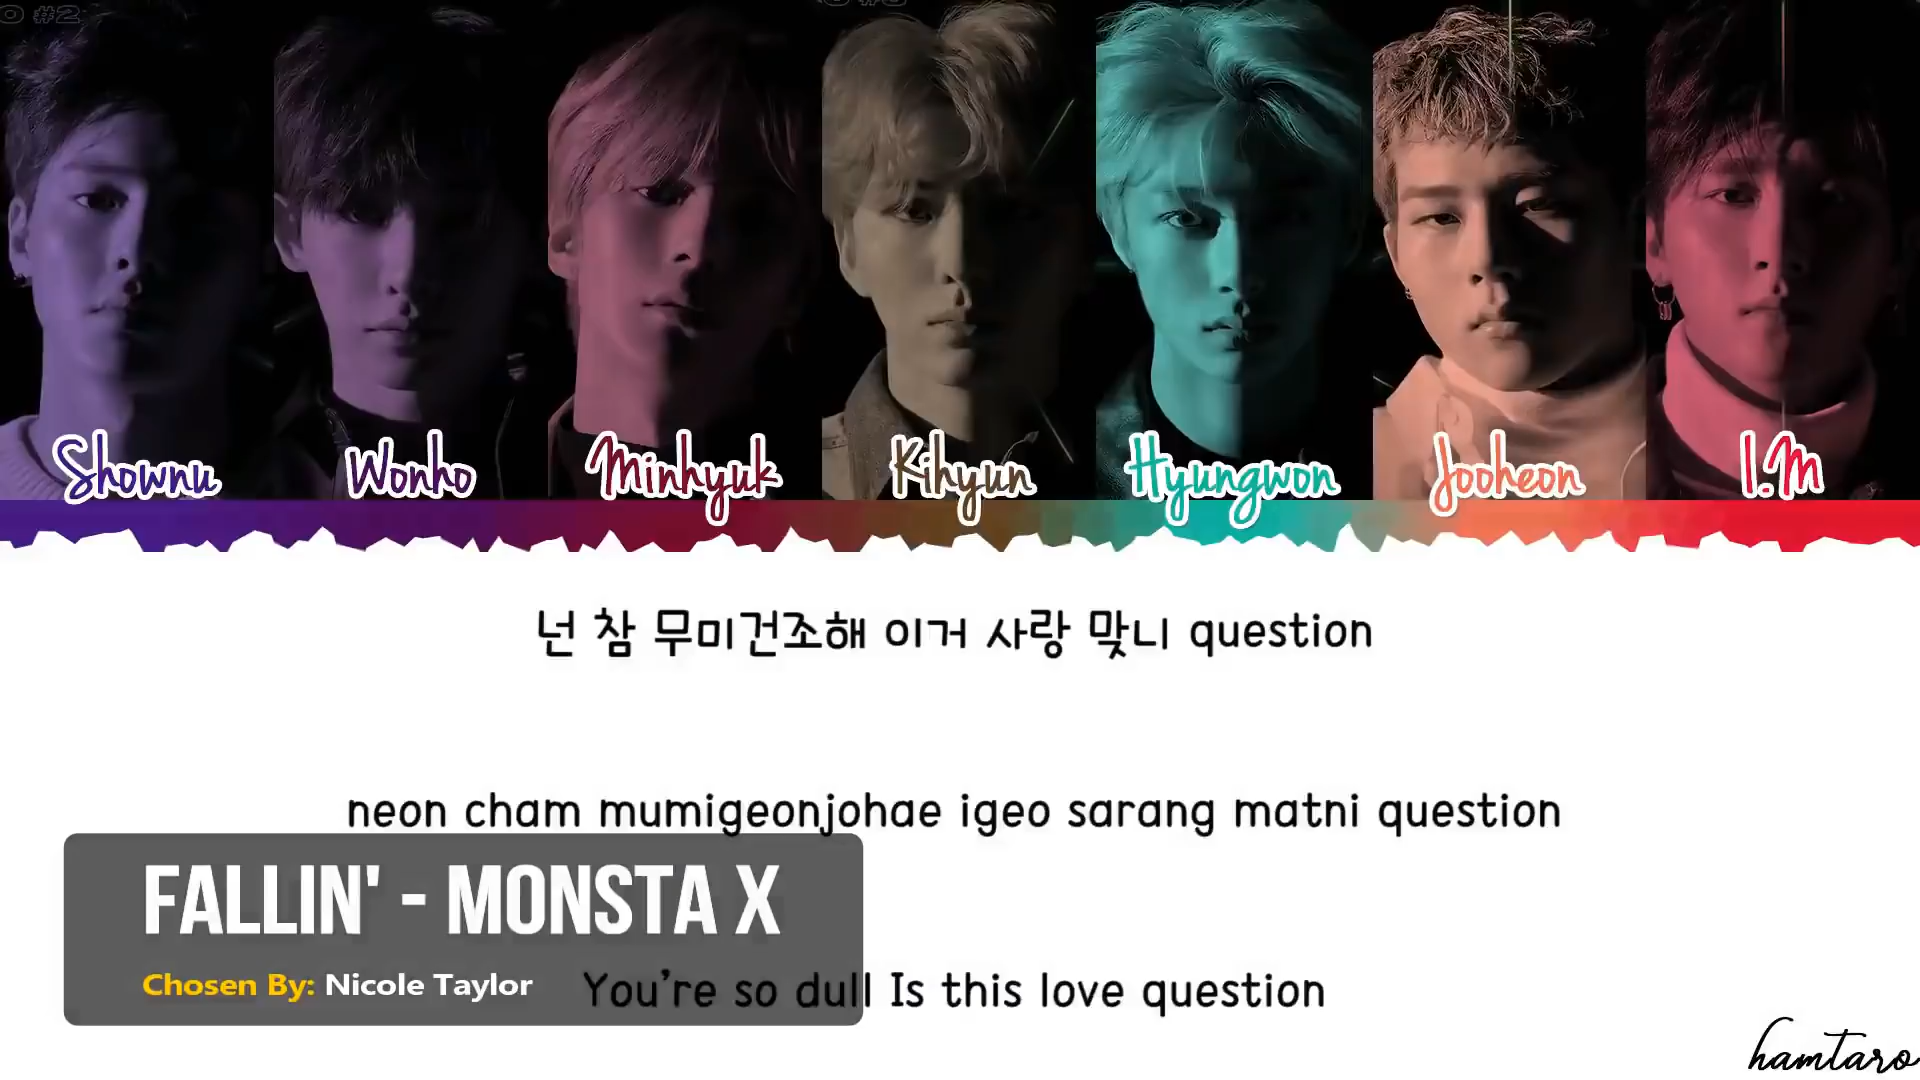 O #2
Shownu
Wonho
Minhyuk
Kihyun
Hyungwon
Jooheon
I.M
넌 참 무미건조해 이거 사랑 맞니 question
neon cham mumigeonjohae igeo sarang matni question
FALLIN' - MONSTA X
Chosen By: Nicole Taylor
You're so dull Is this love question
hamtaro